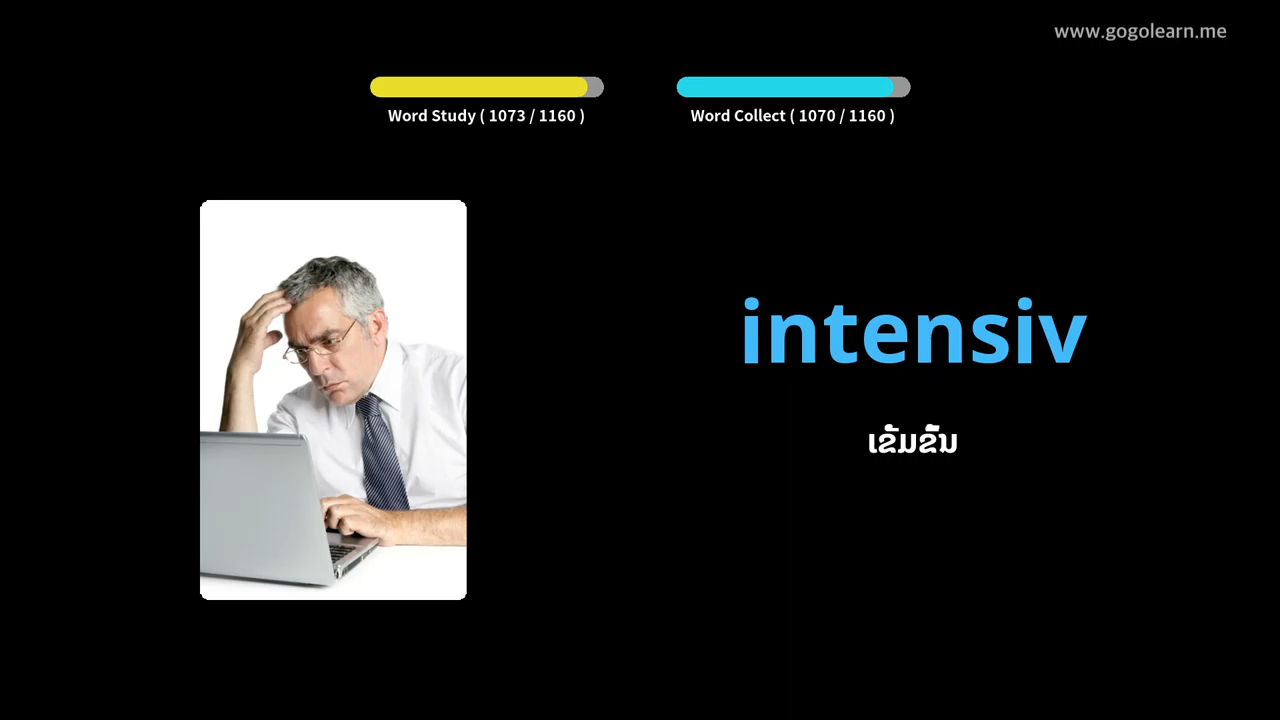 www.gogolearn.me
Word Study ( 1073 / 1160 )
Word Collect ( 1070 / 1160 )
intensiv
ເຂັ້ມຂົ້ນ